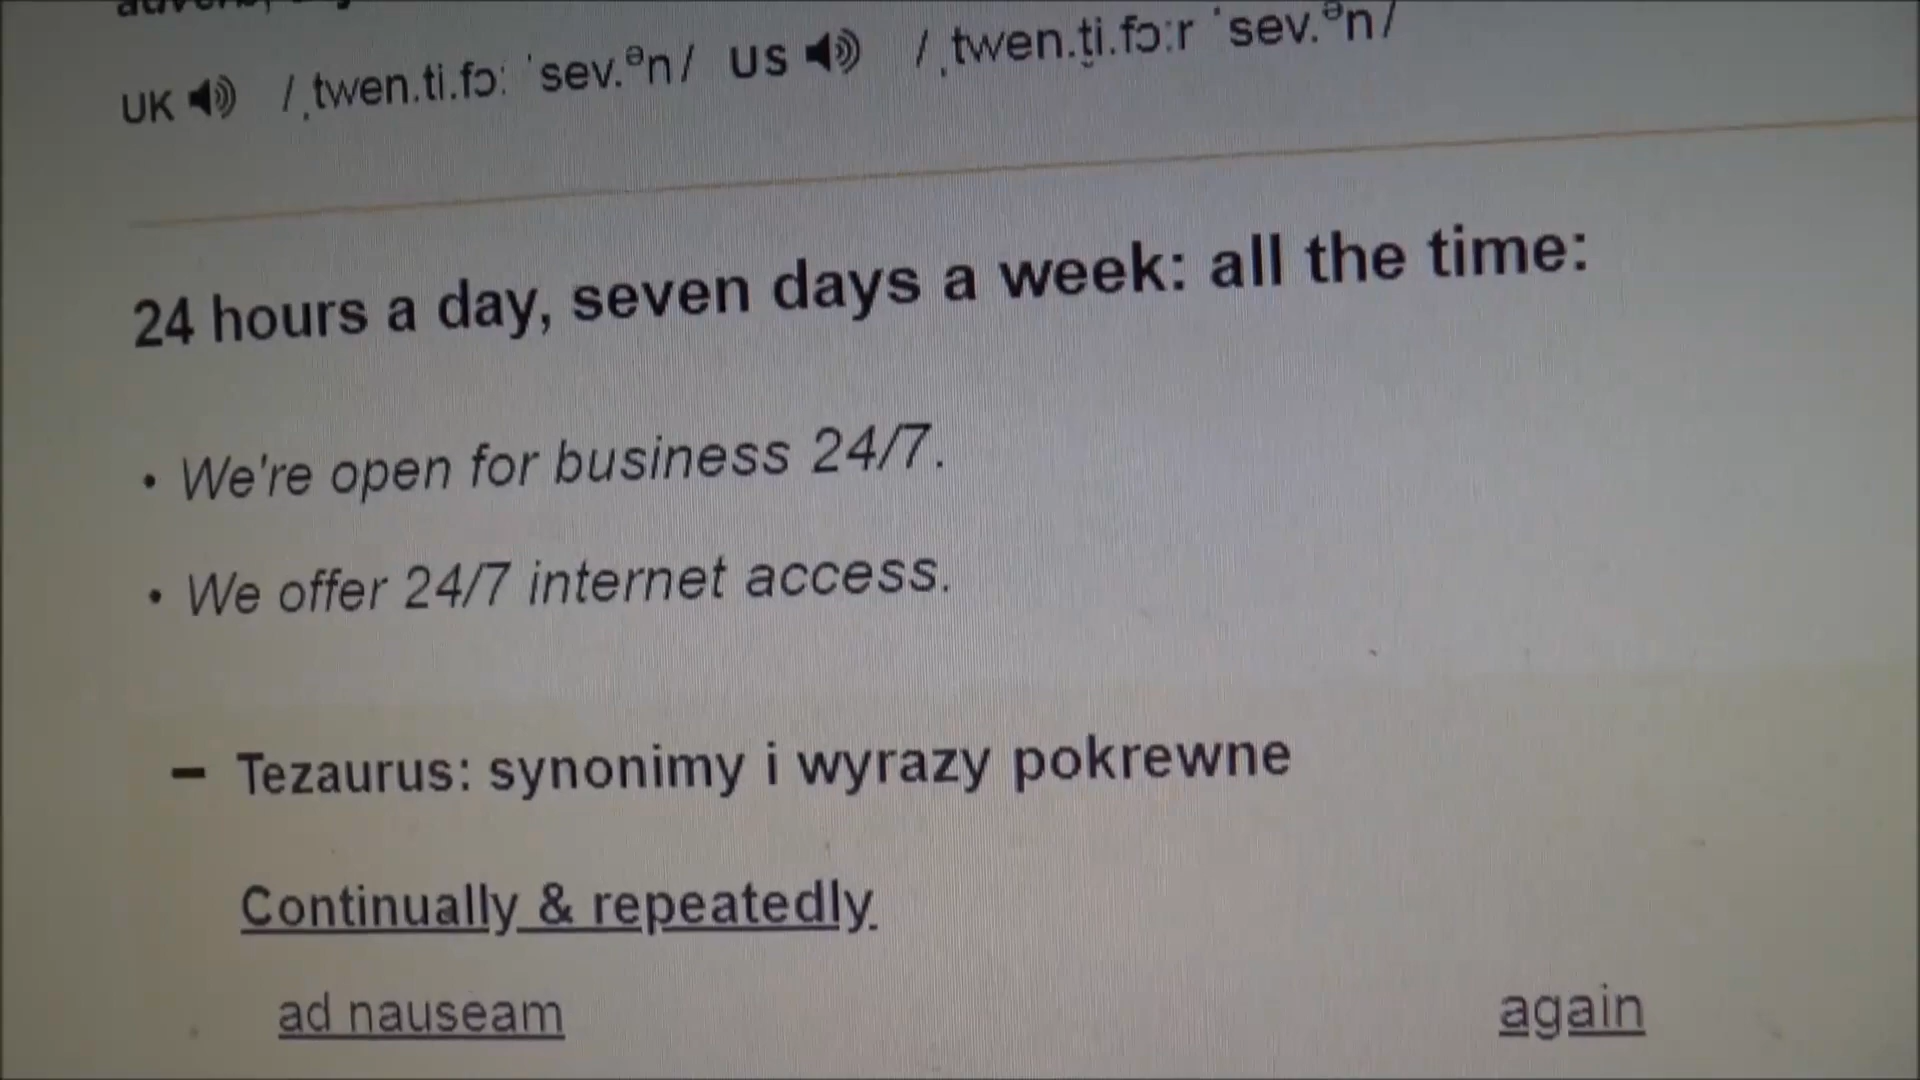 UK /ˌtwen.ti.fɔː ˈsev.ᵊn/ US /ˌtwen.t̬i.fɔːr ˈsev.ᵊn/
24 hours a day, seven days a week: all the time:
• We're open for business 24/7.
• We offer 24/7 internet access.
– Tezaurus: synonimy i wyrazy pokrewne
Continually & repeatedly
ad nauseam again